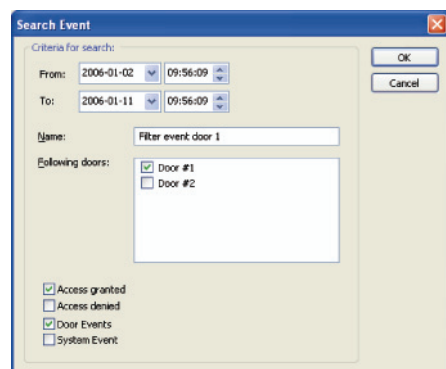 Search Event
Criteria for search:
OK
From: 2006-01-02 09:56:09
Cancel
To: 2006-01-11 09:56:09
Name: Filter event door 1
Following doors: Door #1
Door #2
Access granted
Access denied
Door Events
System Event